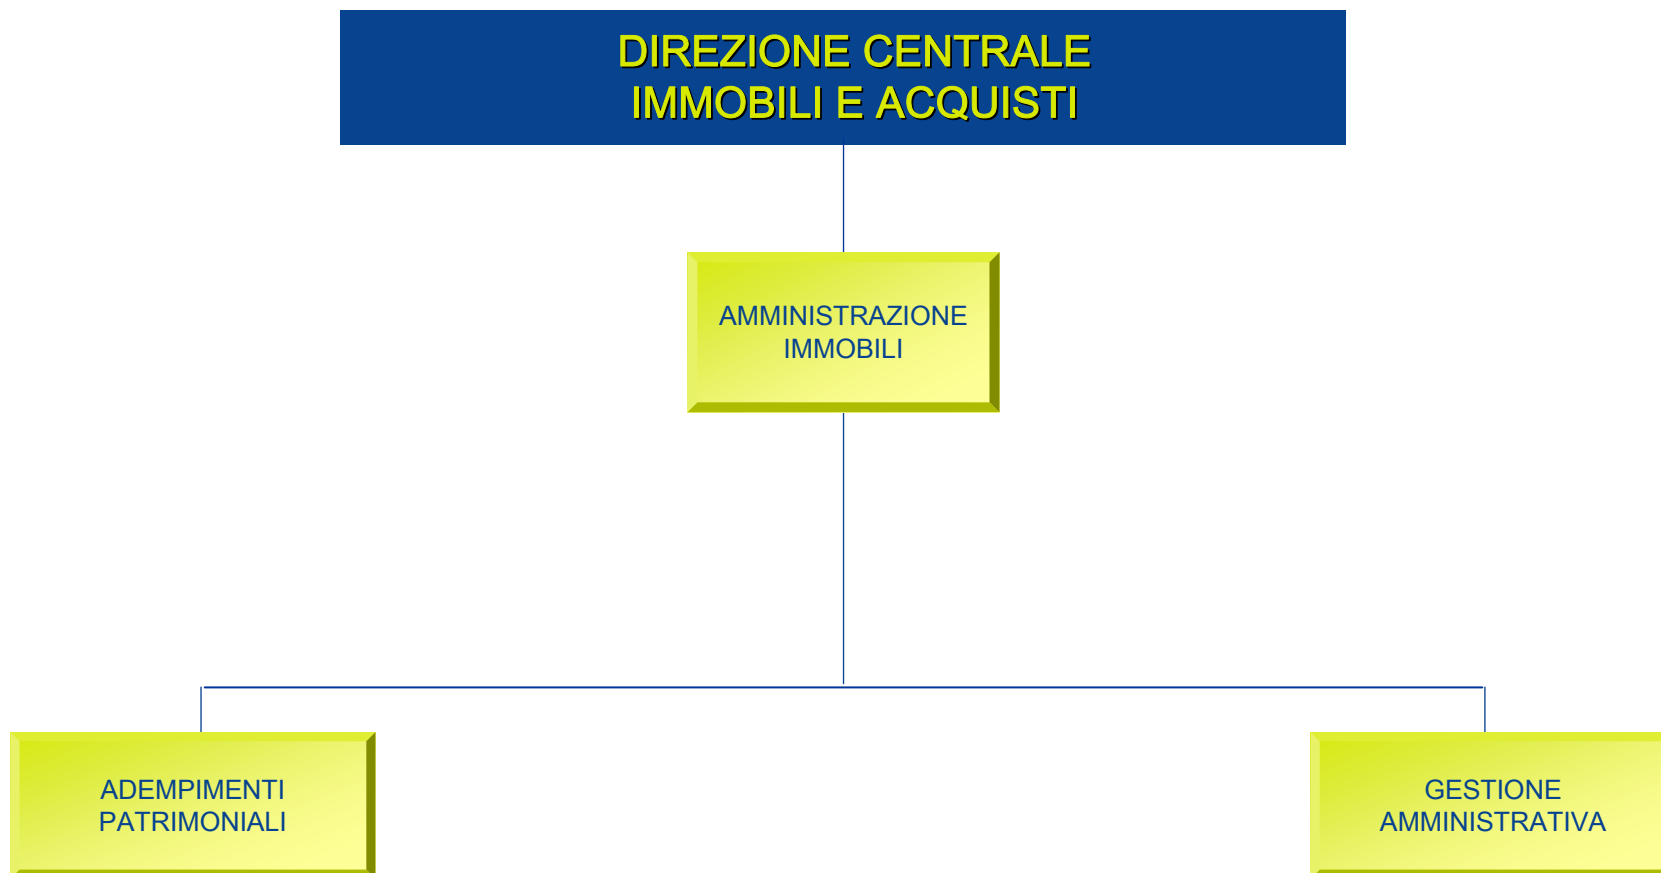 DIREZIONE CENTRALE
IMMOBILI E ACQUISTI
AMMINISTRAZIONE
IMMOBILI
ADEMPIMENTI
PATRIMONIALI
GESTIONE
AMMINISTRATIVA